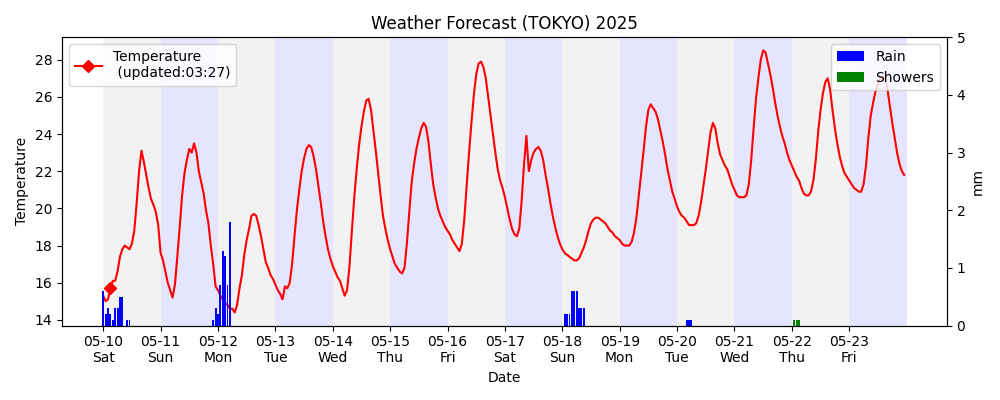 Weather Forecast (TOKYO) 2025
Temperature
(updated:03:27)
Rain
Showers
Temperature
28
26
24
22
20
18
16
14
5
4
3
2
1
0
mm
05-10 05-11 05-12 05-13 05-14 05-15 05-16 05-17 05-18 05-19 05-20 05-21 05-22 05-23
Sat Sun Mon Tue Wed Thu Fri Sat Sun Mon Tue Wed Thu Fri
Date